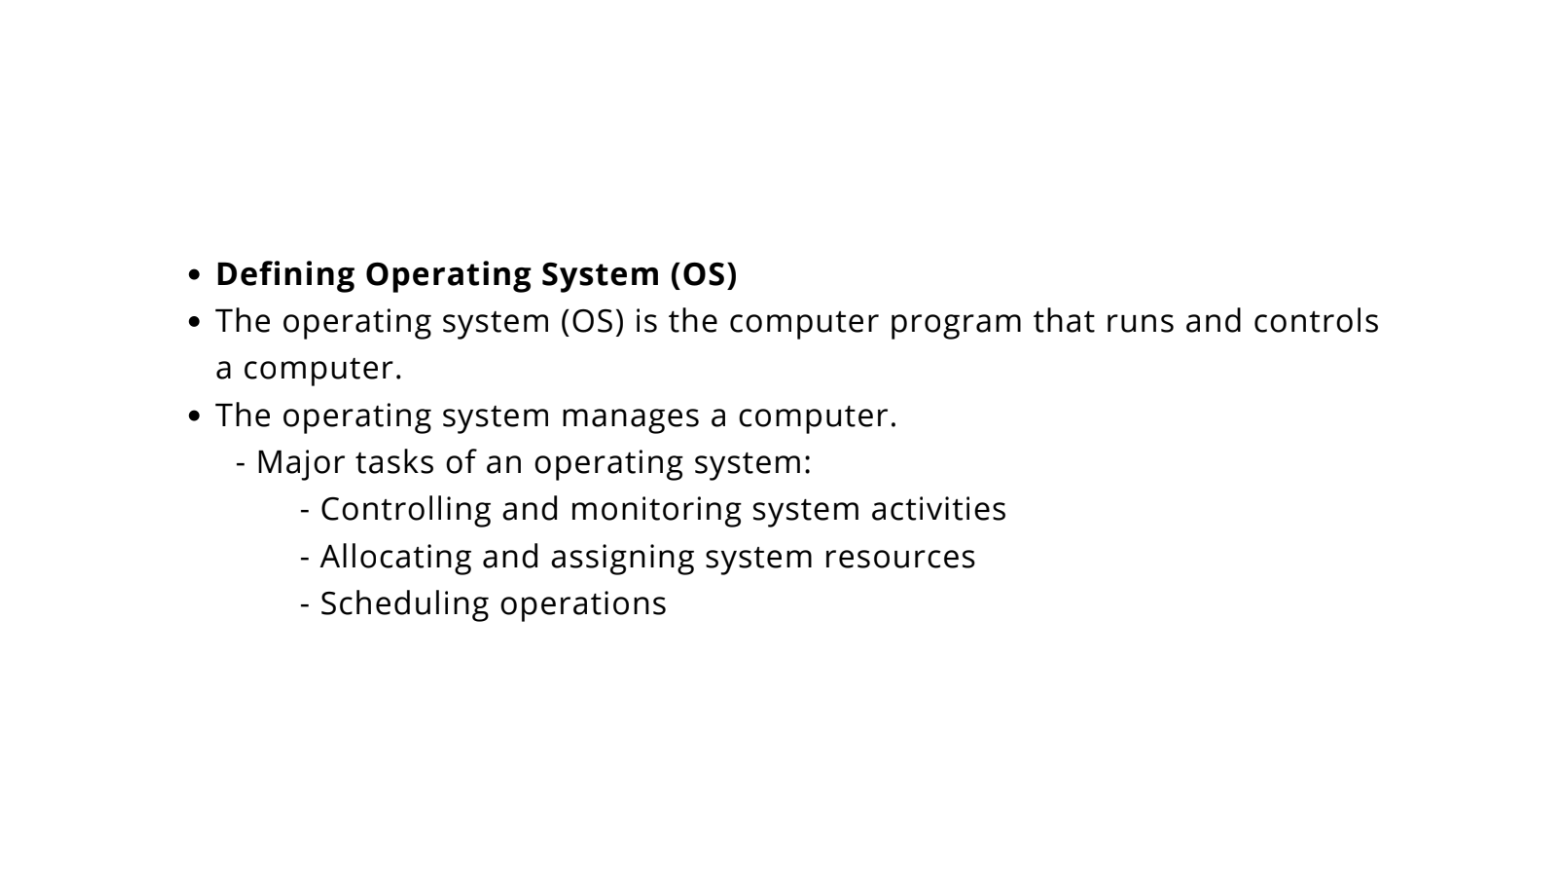 • Defining Operating System (OS)
• The operating system (OS) is the computer program that runs and controls
a computer.
• The operating system manages a computer.
- Major tasks of an operating system:
- Controlling and monitoring system activities
- Allocating and assigning system resources
- Scheduling operations